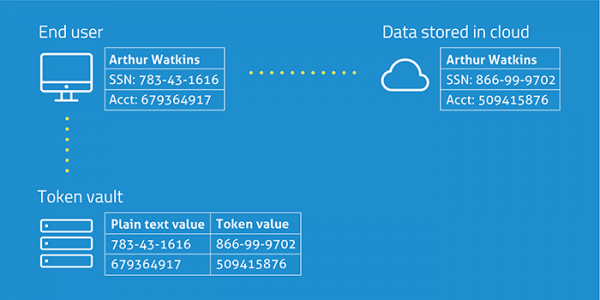 End user
Arthur Watkins
SSN: 783-43-1616
Acct: 679364917
Data stored in cloud
Arthur Watkins
SSN: 866-99-9702
Acct: 509415876
Token vault
Plain text value Token value
783-43-1616 866-99-9702
679364917 509415876